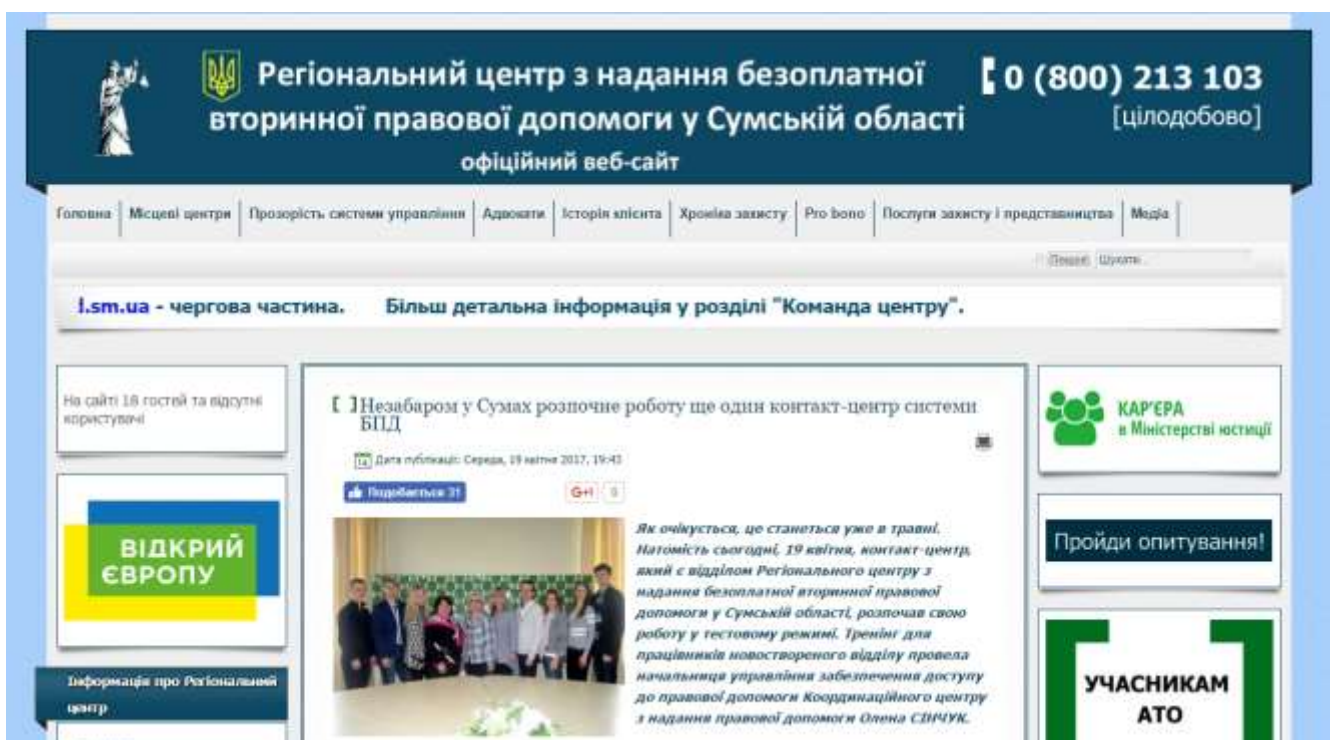 Регіональний центр з надання безоплатної
вторинної правової допомоги у Сумській області
офіційний веб-сайт
0 (800) 213 103
[цілодобово]
Головна Місцеві центри Прозорість системи управління Адвокати Історія клієнта Хроніка захисту Pro bono Послуги захисту і представництва Медіа
Пошук Шукати...
l.sm.ua - чергова частина. Більш детальна інформація у розділі "Команда центру".
На сайті 18 гостей та відсутні
користувачі
ВІДКРИЙ
ЄВРОПУ
Інформація про Регіональний
центр
Незабаром у Сумах розпочне роботу ще один контакт-центр системи
БПД
Дата публікації: Середа, 19 квітня 2017, 19:43
Подобається 31
G+1 0
Як очікується, це станеться уже в травні.
Натомість сьогодні, 19 квітня, контакт-центр,
який є відділом Регіонального центру з
надання безоплатної вторинної правової
допомоги у Сумській області, розпочав свою
роботу у тестовому режимі. Тренінг для
працівників новоствореного відділу провела
начальниця управління забезпечення доступу
до правової допомоги Координаційного центру
з надання правової допомоги Олена СІНЧУК.
КАР'ЄРА
в Міністерстві юстиції
Пройди опитування!
УЧАСНИКАМ
АТО